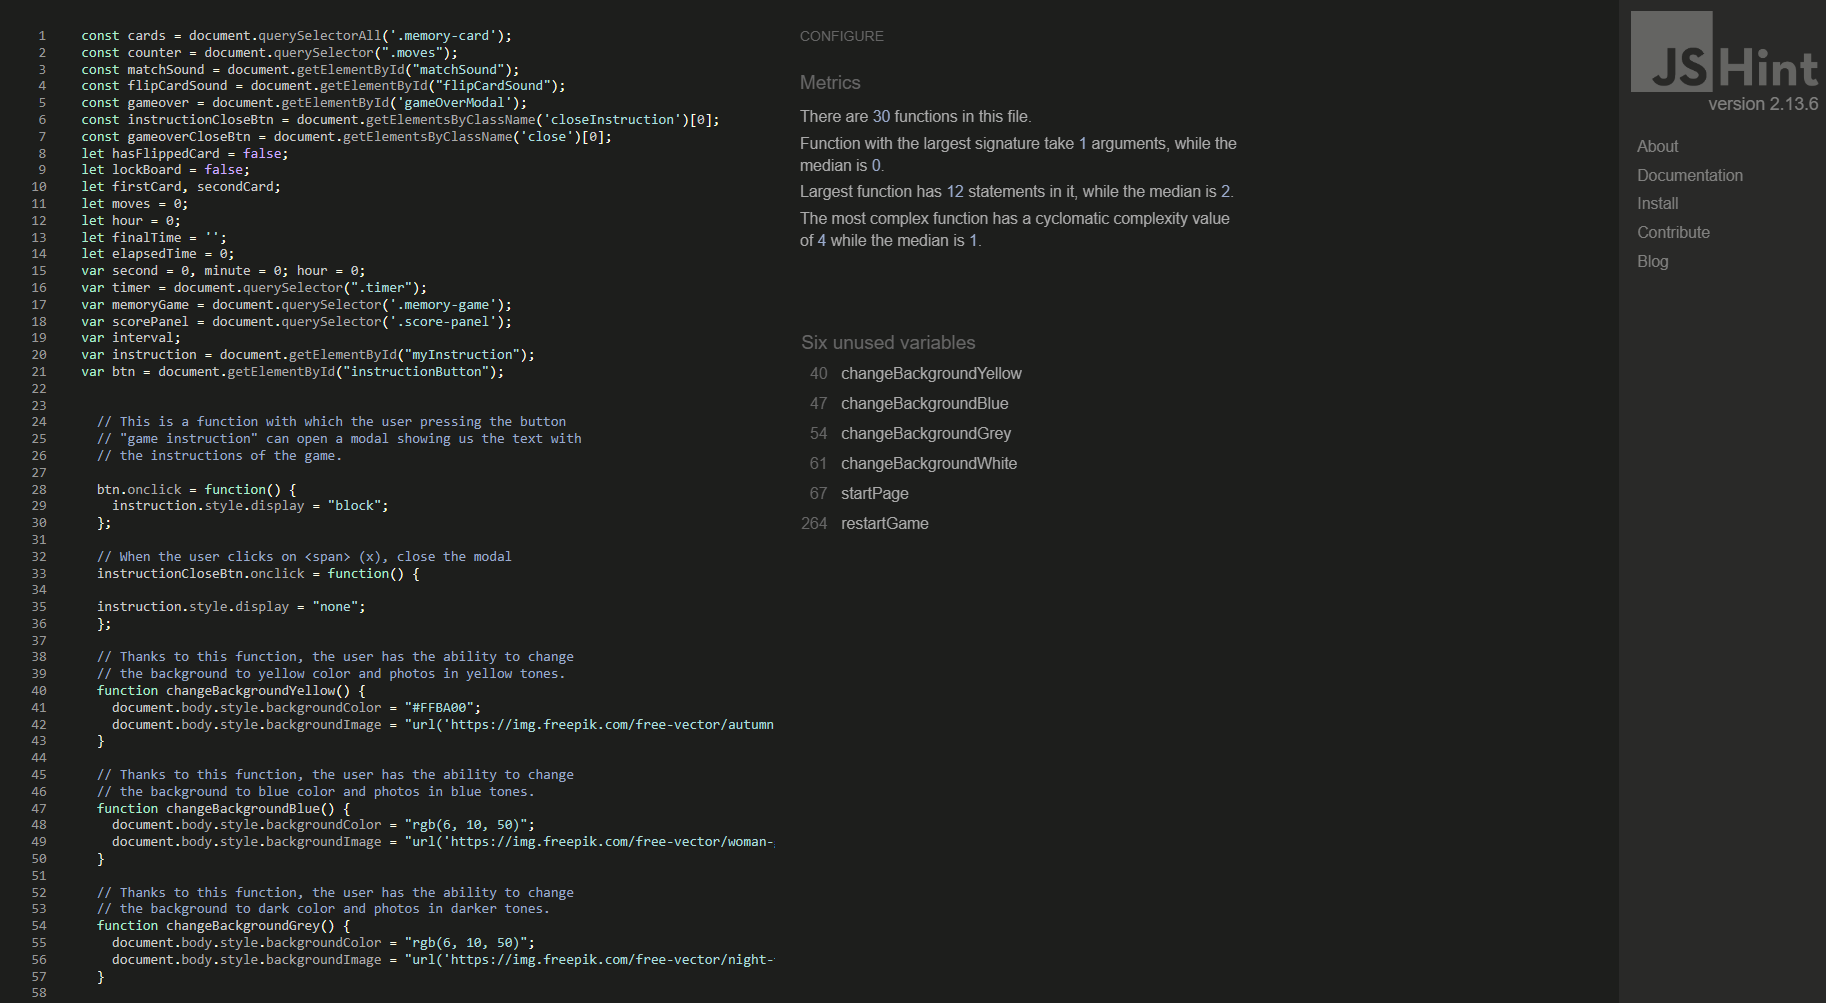 1 const cards = document.querySelectorAll('.memory-card');
2 const counter = document.querySelector(".moves");
3 const matchSound = document.getElementById("matchSound");
4 const flipCardSound = document.getElementById("flipCardSound");
5 const gameover = document.getElementById('gameOverModal');
6 const instructionCloseBtn = document.getElementsByClassName('closeInstruction')[0];
7 const gameoverCloseBtn = document.getElementsByClassName('close')[0];
8 let hasFlippedCard = false;
9 let lockBoard = false;
10 let firstCard, secondCard;
11 let moves = 0;
12 let hour = 0;
13 let finalTime = '';
14 let elapsedTime = 0;
15 var second = 0, minute = 0; hour = 0;
16 var timer = document.querySelector(".timer");
17 var memoryGame = document.querySelector('.memory-game');
18 var scorePanel = document.querySelector('.score-panel');
19 var interval;
20 var instruction = document.getElementById("myInstruction");
21 var btn = document.getElementById("instructionButton");
22
23
24 // This is a function with which the user pressing the button
25 // "game instruction" can open a modal showing us the text with
26 // the instructions of the game.
27
28 btn.onclick = function() {
29 instruction.style.display = "block";
30 };
31
32 // When the user clicks on <span> (x), close the modal
33 instructionCloseBtn.onclick = function() {
34
35 instruction.style.display = "none";
36 };
37
38 // Thanks to this function, the user has the ability to change
39 // the background to yellow color and photos in yellow tones.
40 function changeBackgroundYellow() {
41 document.body.style.backgroundColor = "#FFBA00";
42 document.body.style.backgroundImage = "url('https://img.freepik.com/free-vector/autumn
43 }
44
45 // Thanks to this function, the user has the ability to change
46 // the background to blue color and photos in blue tones.
47 function changeBackgroundBlue() {
48 document.body.style.backgroundColor = "rgb(6, 10, 50)";
49 document.body.style.backgroundImage = "url('https://img.freepik.com/free-vector/woman-
50 }
51
52 // Thanks to this function, the user has the ability to change
53 // the background to dark color and photos in darker tones.
54 function changeBackgroundGrey() {
55 document.body.style.backgroundColor = "rgb(6, 10, 50)";
56 document.body.style.backgroundImage = "url('https://img.freepik.com/free-vector/night-
57 }
58
CONFIGURE
Metrics
There are 30 functions in this file.
Function with the largest signature take 1 arguments, while the
median is 0.
Largest function has 12 statements in it, while the median is 2.
The most complex function has a cyclomatic complexity value
of 4 while the median is 1.
Six unused variables
40 changeBackgroundYellow
47 changeBackgroundBlue
54 changeBackgroundGrey
61 changeBackgroundWhite
67 startPage
264 restartGame
JSHint
version 2.13.6
About
Documentation
Install
Contribute
Blog